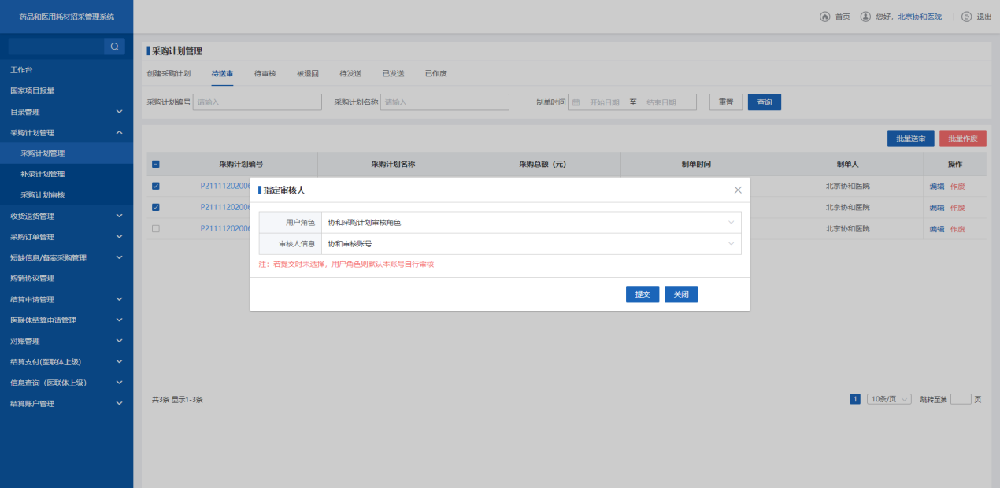 药品和医用耗材招采管理系统
首页 您好，北京协和医院 退出
工作台
国家项目报量
目录管理
采购计划管理
采购计划管理
补录计划管理
采购计划审核
收货退货管理
采购订单管理
短缺信息/备案采购管理
购销协议管理
结算申请管理
医联体结算申请管理
对账管理
结算支付(医联体上级)
信息查询（医联体上级）
结算账户管理
采购计划管理
创建采购计划 待送审 待审核 被退回 待发送 已发送 已作废
采购计划编号 请输入 采购计划名称 请输入 制单时间 开始日期 至 结束日期 重置 查询
批量送审 批量作废
采购计划编号 采购计划名称 采购总额（元） 制单时间 制单人 操作
P2111120200 北京协和医院 编辑 作废
P2111120200 北京协和医院 编辑 作废
P2111120200 北京协和医院 编辑 作废
指定审核人
用户角色 协和采购计划审核角色
审核人信息 协和审核账号
注：若提交时未选择，用户角色则默认本账号自行审核
提交 关闭
共3条 显示1-3条 1 10条/页 跳转至第 页